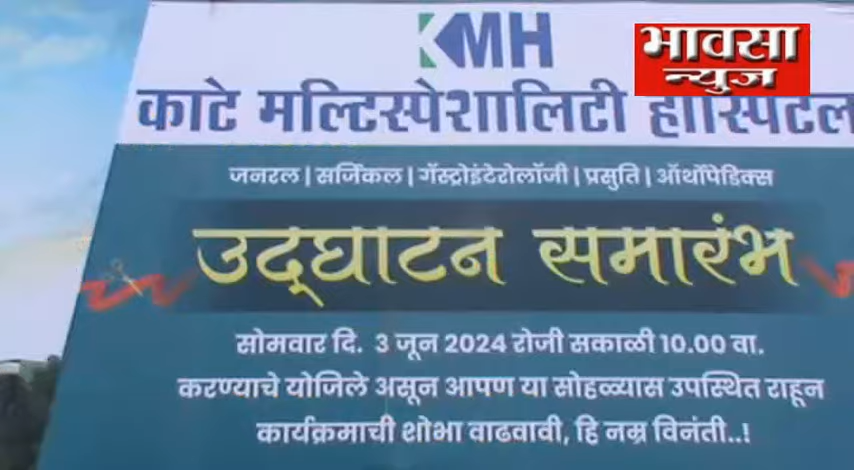 KMH
भावसा
न्युज
काटे मल्टिस्पेशालिटी हॉस्पिटल
जनरल | सर्जिकल | गॅस्ट्रोइंटेरोलॉजी | प्रसुति | ऑर्थोपेडिक्स
उद्घाटन समारंभ
सोमवार दि. 3 जून 2024 रोजी सकाळी 10.00 वा.
करण्याचे योजिले असून आपण या सोहळ्यास उपस्थित राहून
कार्यक्रमाची शोभा वाढवावी, हि नम्र विनंती..!